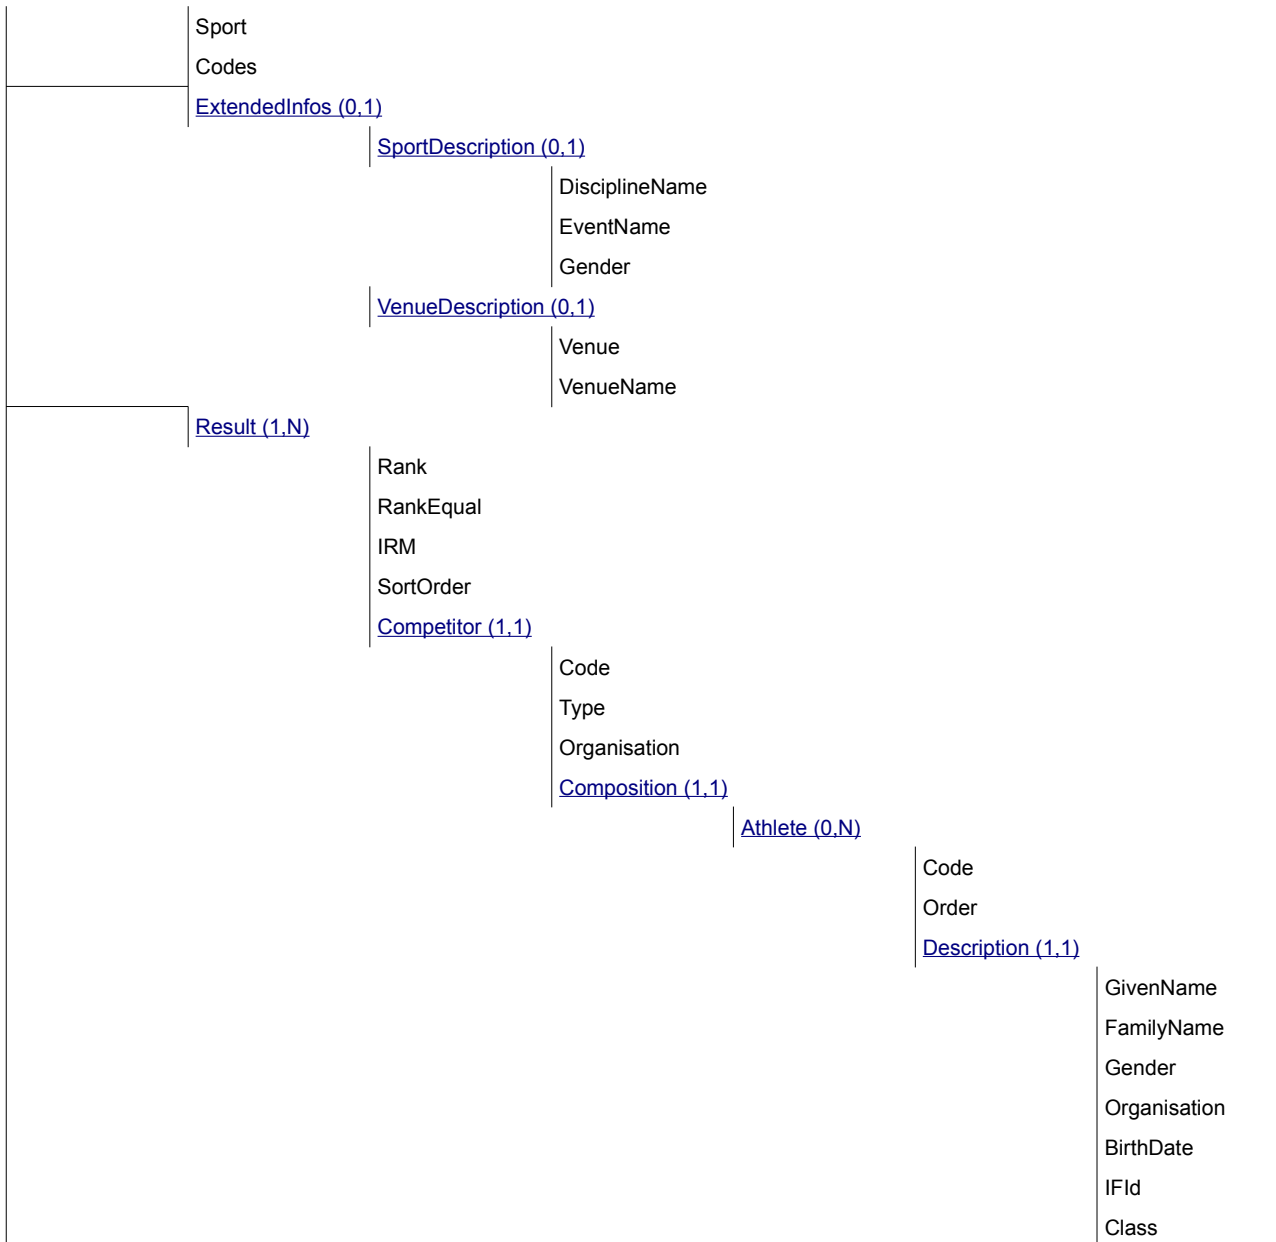 Sport
Codes
ExtendedInfos (0,1)
SportDescription (0,1)
DisciplineName
EventName
Gender
VenueDescription (0,1)
Venue
VenueName
Result (1,N)
Rank
RankEqual
IRM
SortOrder
Competitor (1,1)
Code
Type
Organisation
Composition (1,1)
Athlete (0,N)
Code
Order
Description (1,1)
GivenName
FamilyName
Gender
Organisation
BirthDate
IFId
Class